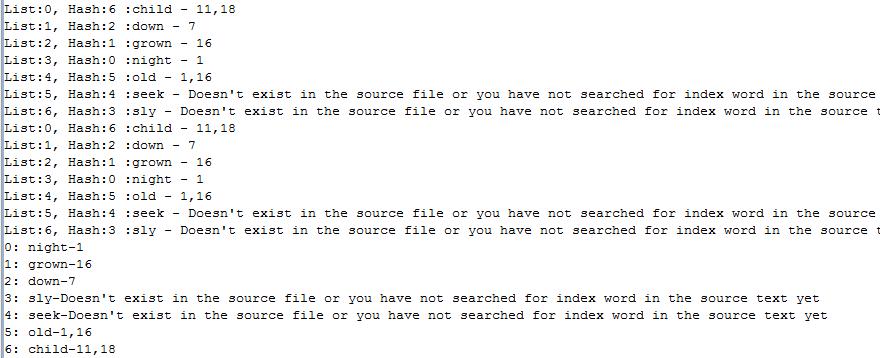 List:0, Hash:6 :child - 11,18
List:1, Hash:2 :down - 7
List:2, Hash:1 :grown - 16
List:3, Hash:0 :night - 1
List:4, Hash:5 :old - 1,16
List:5, Hash:4 :seek - Doesn't exist in the source file or you have not searched for index word in the source
List:6, Hash:3 :sly - Doesn't exist in the source file or you have not searched for index word in the source t
List:0, Hash:6 :child - 11,18
List:1, Hash:2 :down - 7
List:2, Hash:1 :grown - 16
List:3, Hash:0 :night - 1
List:4, Hash:5 :old - 1,16
List:5, Hash:4 :seek - Doesn't exist in the source file or you have not searched for index word in the source
List:6, Hash:3 :sly - Doesn't exist in the source file or you have not searched for index word in the source t
0: night-1
1: grown-16
2: down-7
3: sly-Doesn't exist in the source file or you have not searched for index word in the source text yet
4: seek-Doesn't exist in the source file or you have not searched for index word in the source text yet
5: old-1,16
6: child-11,18